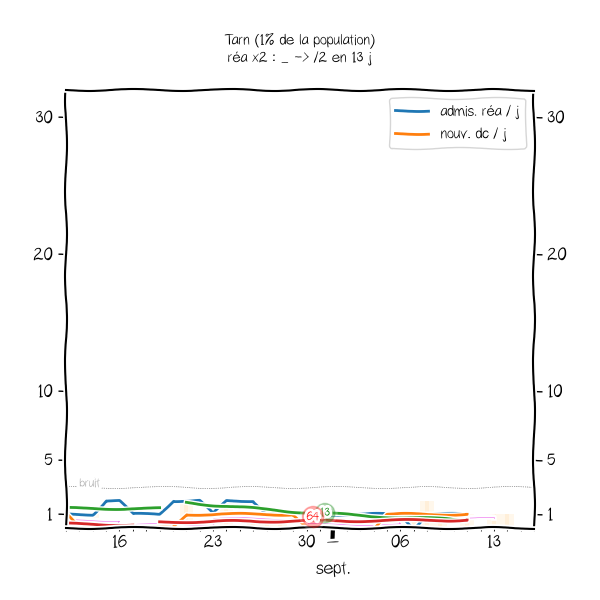 Tarn (1% de la population)
réa x2 : _ -> /2 en 13 j
admis. réa / j
nouv. dc / j
30
30
20
20
10
10
5
5
bruit
1
1
64
13
16
23
30
06
13
sept.